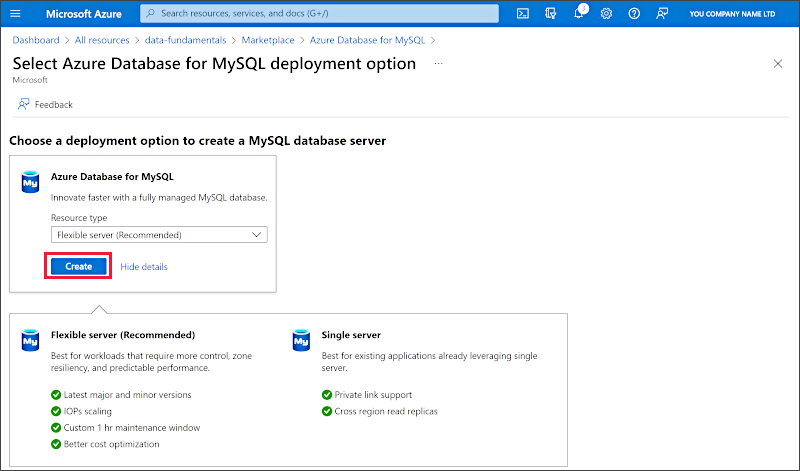 Microsoft Azure
Search resources, services, and docs (G+/)
3
YOU COMPANY NAME LTD
Dashboard > All resources > data-fundamentals > Marketplace > Azure Database for MySQL >
Select Azure Database for MySQL deployment option ...
Microsoft
Feedback
Choose a deployment option to create a MySQL database server
My
Azure Database for MySQL
Innovate faster with a fully managed MySQL database.
Resource type
Flexible server (Recommended)
Create
Hide details
My
Flexible server (Recommended)
Best for workloads that require more control, zone
resiliency, and predictable performance.
Latest major and minor versions
IOPs scaling
Custom 1 hr maintenance window
Better cost optimization
My
Single server
Best for existing applications already leveraging single
server.
Private link support
Cross region read replicas